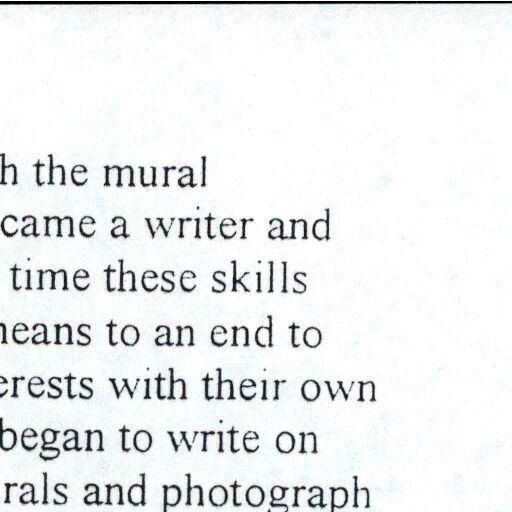 h the mural
came a writer and
time these skills
neans to an end to
erests with their own
began to write on
rals and photograph